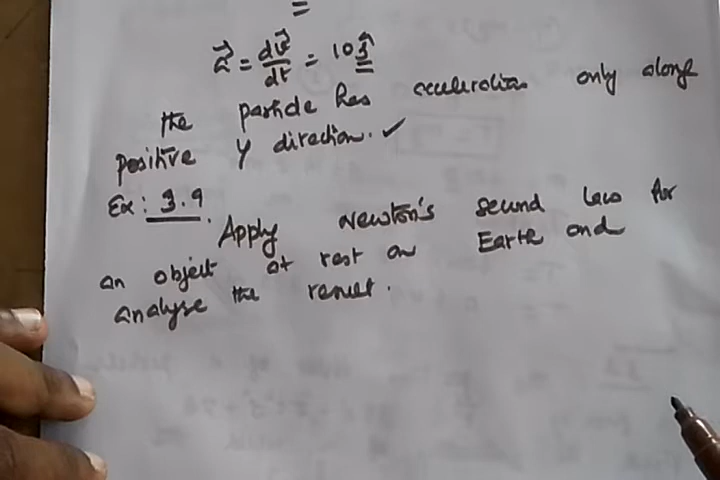 a⃗ = dv⃗/dt = 10ĵ
the particle has acceleration only along
positive y direction. ✓
Ex: 3.9
Apply Newton's second law for
an object at rest on Earth and
analyse the result.